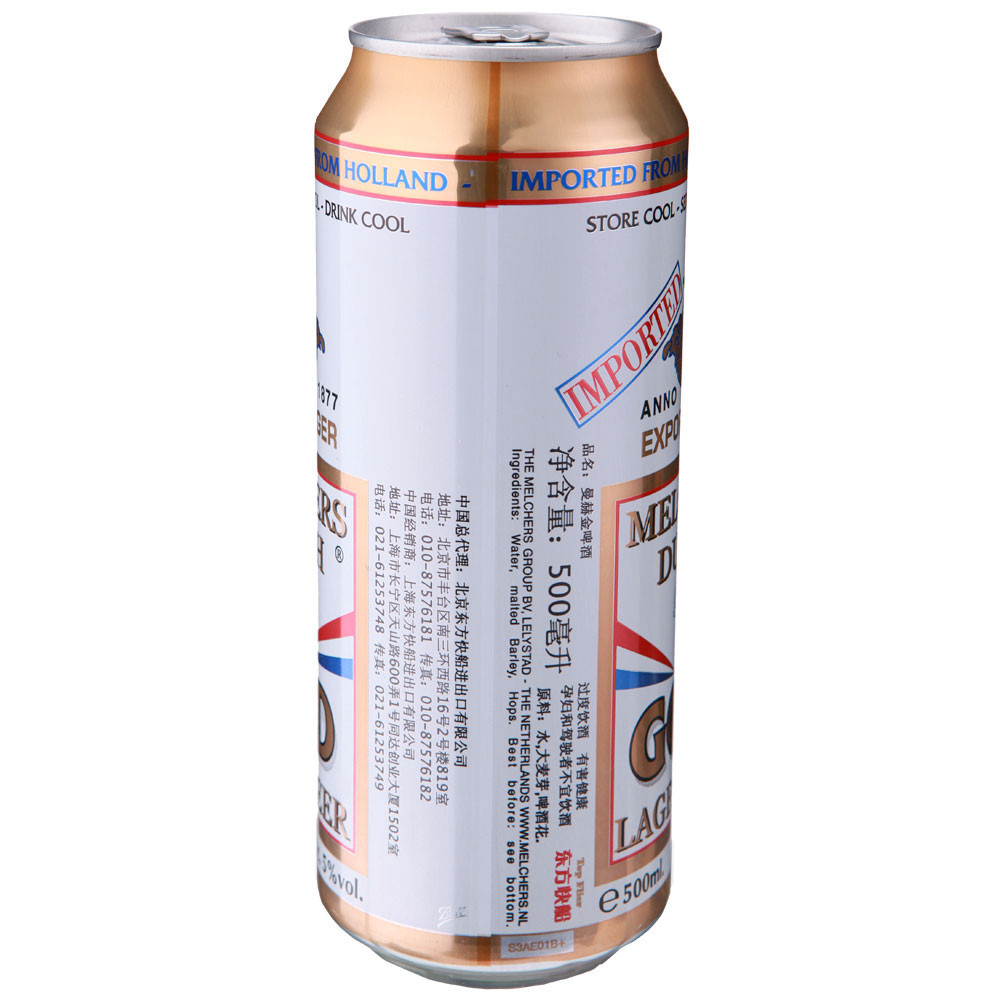 FROM HOLLAND - IMPORTED FROM
- DRINK COOL
STORE COOL -
IMPORTED
1877
ANNO
EXPO
GER
ERS
H ®
D
EER
5%vol.
中国总代理：北京东方快船进出口有限公司
地址：北京市丰台区南三环西路16号2号楼819室
电话：010-87576181 传真：010-87576182
中国经销商：上海东方快船进出口有限公司
地址：上海市长宁区天山路600弄1号同达创业大厦1502室
电话：021-61253748 传真：021-61253749
品名：曼赫金啤酒
净含量：500毫升
THE MELCHERS GROUP BV, LELYSTAD - THE NETHERLANDS WWW.MELCHERS.NL
Ingredients: Water, malted Barley, Hops. Best before: see bottom.
过度饮酒 有害健康
孕妇和驾驶者不宜饮酒
原料：水,大麦芽,啤酒花.
Top Flier
东方快船
MEL
DU
GO
LAGE
e 500ml.
S3AE01B